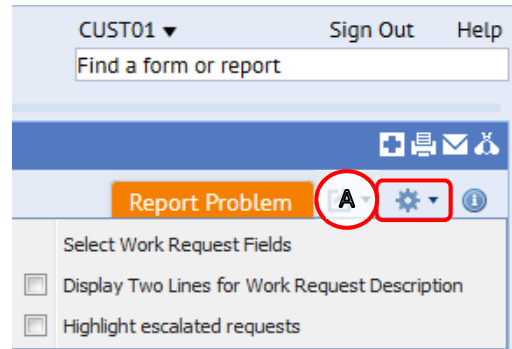 CUST01 ▼ Sign Out Help
Find a form or report
Report Problem A
Select Work Request Fields
Display Two Lines for Work Request Description
Highlight escalated requests